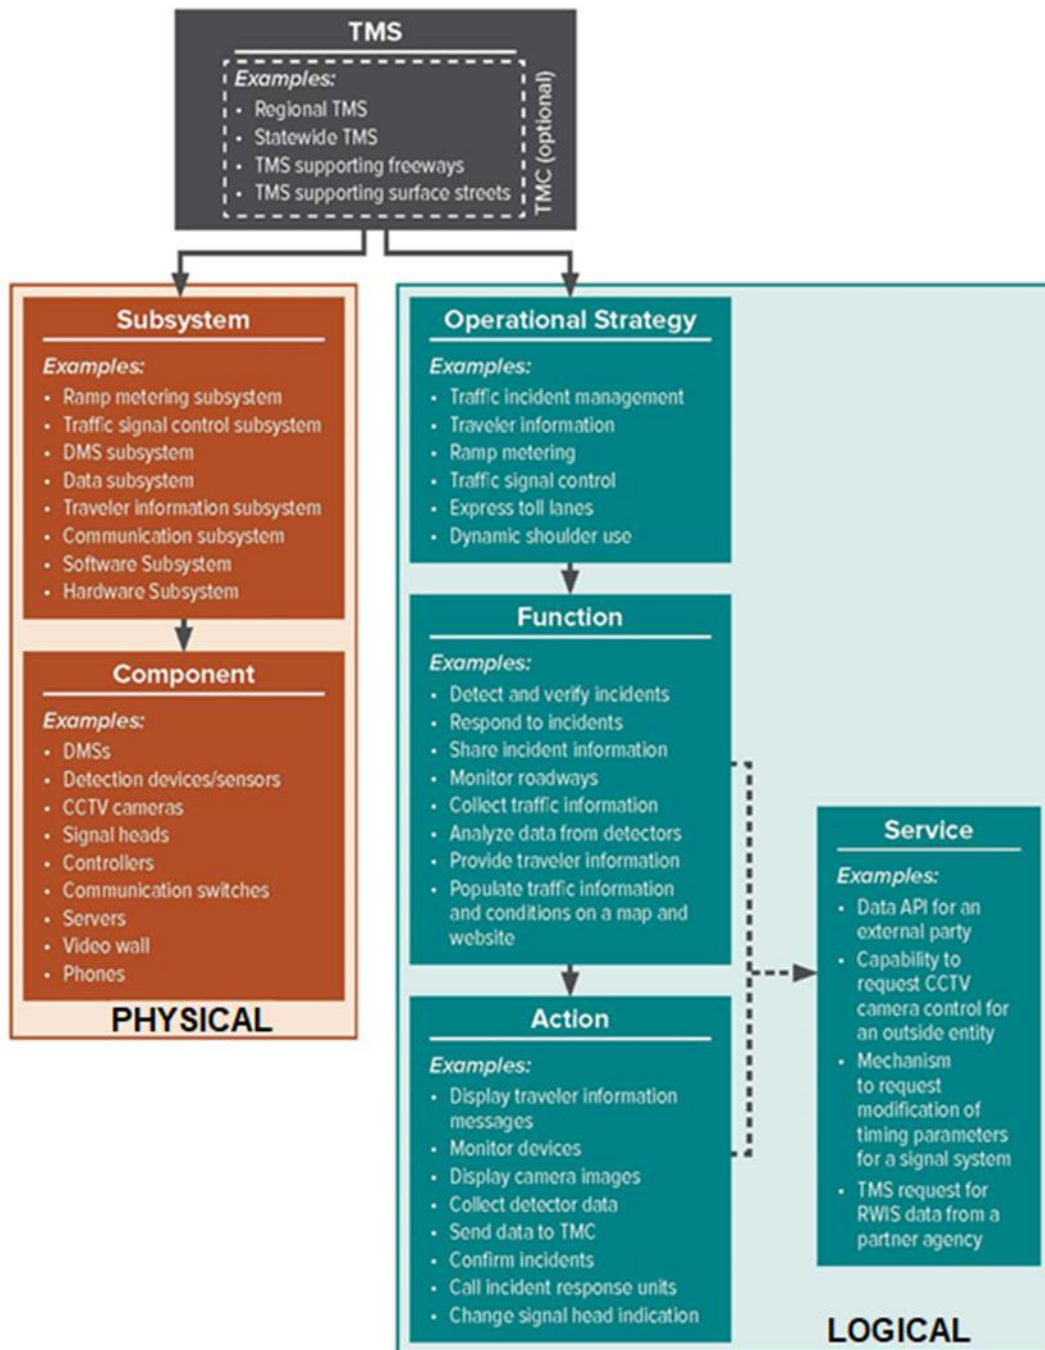 TMS
Examples:
• Regional TMS
• Statewide TMS
• TMS supporting freeways
• TMS supporting surface streets
TMC (optional)
Subsystem
Examples:
• Ramp metering subsystem
• Traffic signal control subsystem
• DMS subsystem
• Data subsystem
• Traveler information subsystem
• Communication subsystem
• Software Subsystem
• Hardware Subsystem
Component
Examples:
• DMSs
• Detection devices/sensors
• CCTV cameras
• Signal heads
• Controllers
• Communication switches
• Servers
• Video wall
• Phones
PHYSICAL
Operational Strategy
Examples:
• Traffic incident management
• Traveler information
• Ramp metering
• Traffic signal control
• Express toll lanes
• Dynamic shoulder use
Function
Examples:
• Detect and verify incidents
• Respond to incidents
• Share incident information
• Monitor roadways
• Collect traffic information
• Analyze data from detectors
• Provide traveler information
• Populate traffic information
and conditions on a map and
website
Action
Examples:
• Display traveler information
messages
• Monitor devices
• Display camera images
• Collect detector data
• Send data to TMC
• Confirm incidents
• Call incident response units
• Change signal head indication
Service
Examples:
• Data API for an
external party
• Capability to
request CCTV
camera control for
an outside entity
• Mechanism
to request
modification of
timing parameters
for a signal system
• TMS request for
RWIS data from a
partner agency
LOGICAL